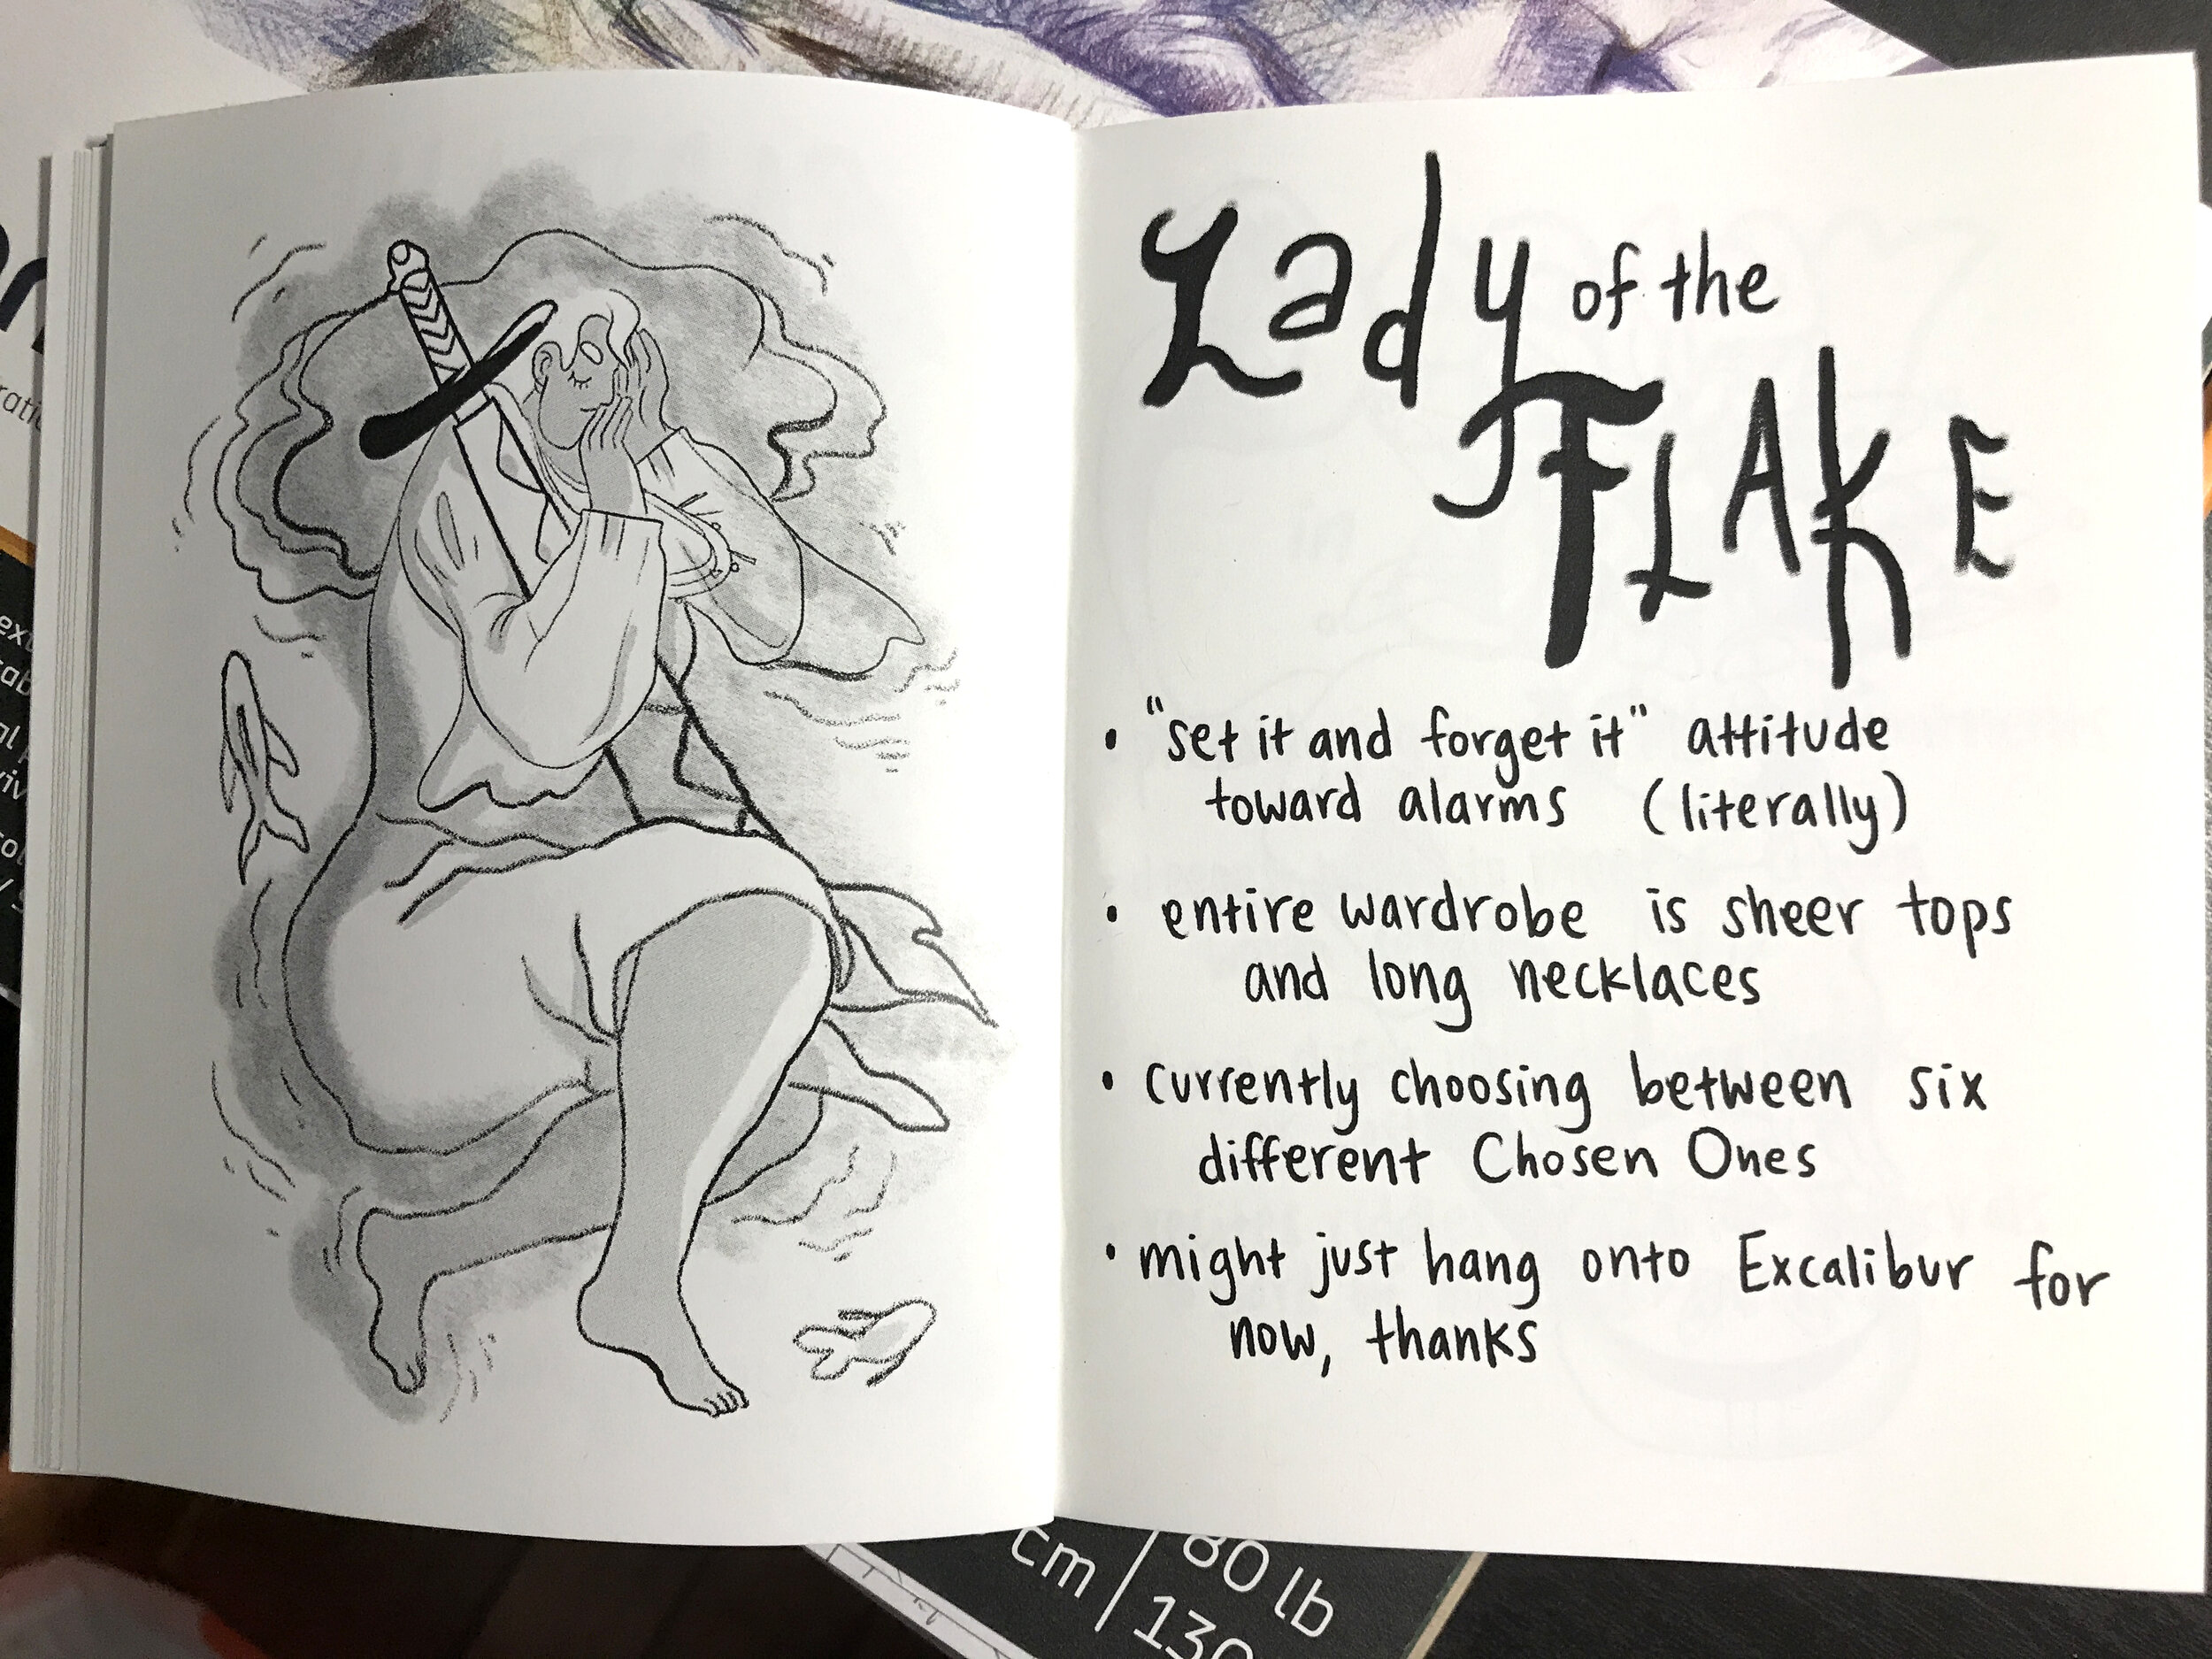 Lady of the
FLAKE
• "set it and forget it" attitude
toward alarms (literally)
• entire wardrobe is sheer tops
and long necklaces
• currently choosing between six
different Chosen Ones
• might just hang onto Excalibur for
now, thanks
cm | 80 lb